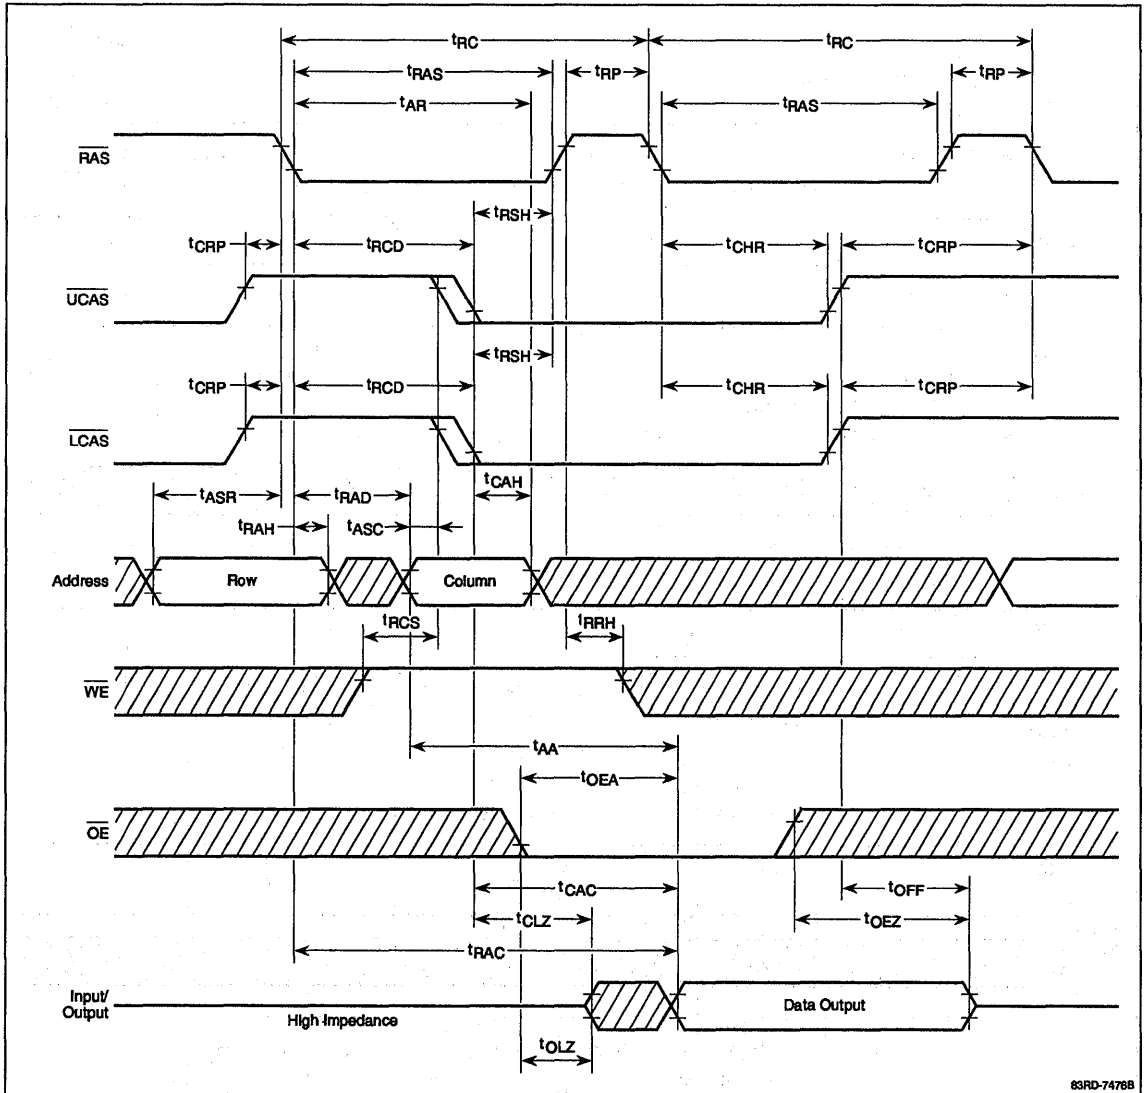 tRC tRC
tRAS tRP tRP
tAR tRAS
RAS
tRSH
tCRP tRCD tCHR tCRP
UCAS
tRSH
tCRP tRCD tCHR tCRP
LCAS
tCAH
tASR tRAD
tRAH tASC
Address Row Column
tRCS tRRH
WE
tAA
tOEA
OE
tCAC tOFF
tCLZ tOEZ
tRAC
Input/
Output
High Impedance
Data Output
tOLZ
83RD-7476B